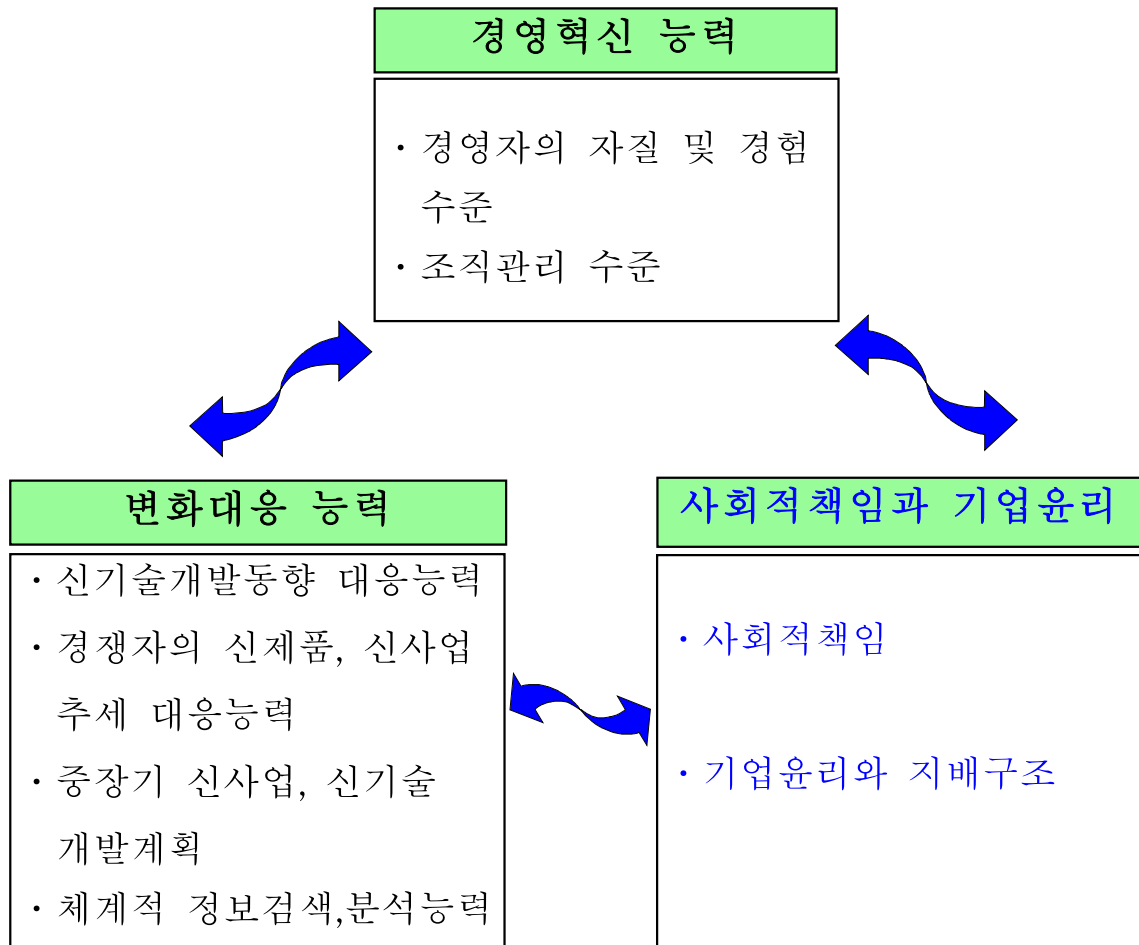 경영혁신 능력
· 경영자의 자질 및 경험
수준
· 조직관리 수준
변화대응 능력
· 신기술개발동향 대응능력
· 경쟁자의 신제품, 신사업
추세 대응능력
· 중장기 신사업, 신기술
개발계획
· 체계적 정보검색,분석능력
사회적책임과 기업윤리
· 사회적책임
· 기업윤리와 지배구조